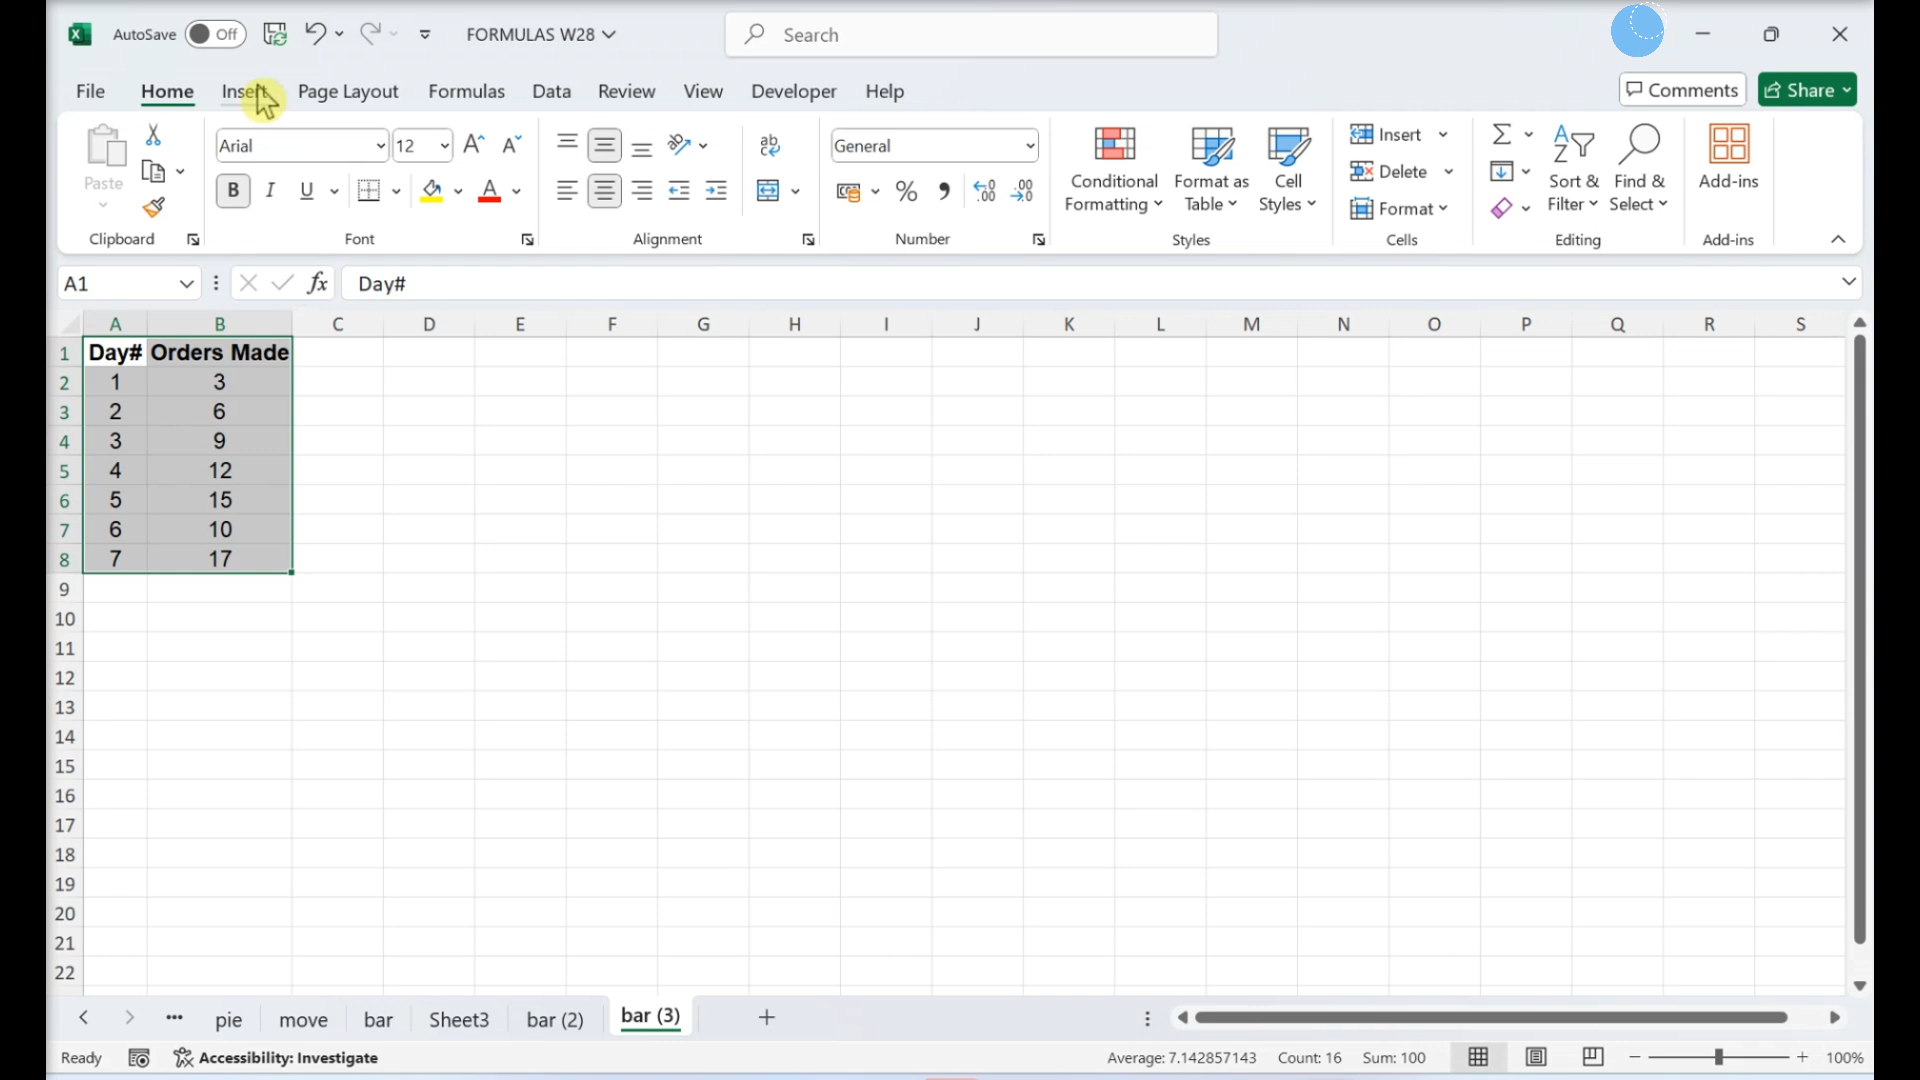 AutoSave Off FORMULAS W28 Search
File Home Insert Page Layout Formulas Data Review View Developer Help Comments Share
Paste Arial 12 General Conditional Formatting Format as Table Cell Styles Insert Delete Format Sort & Filter Find & Select Add-ins
Clipboard Font Alignment Number Styles Cells Editing Add-ins
A1 fx Day#
A B C D E F G H I J K L M N O P Q R S
1 Day# Orders Made
2 1 3
3 2 6
4 3 9
5 4 12
6 5 15
7 6 10
8 7 17
9
10
11
12
13
14
15
16
17
18
19
20
21
22
pie move bar Sheet3 bar (2) bar (3)
Ready Accessibility: Investigate Average: 7.142857143 Count: 16 Sum: 100 100%